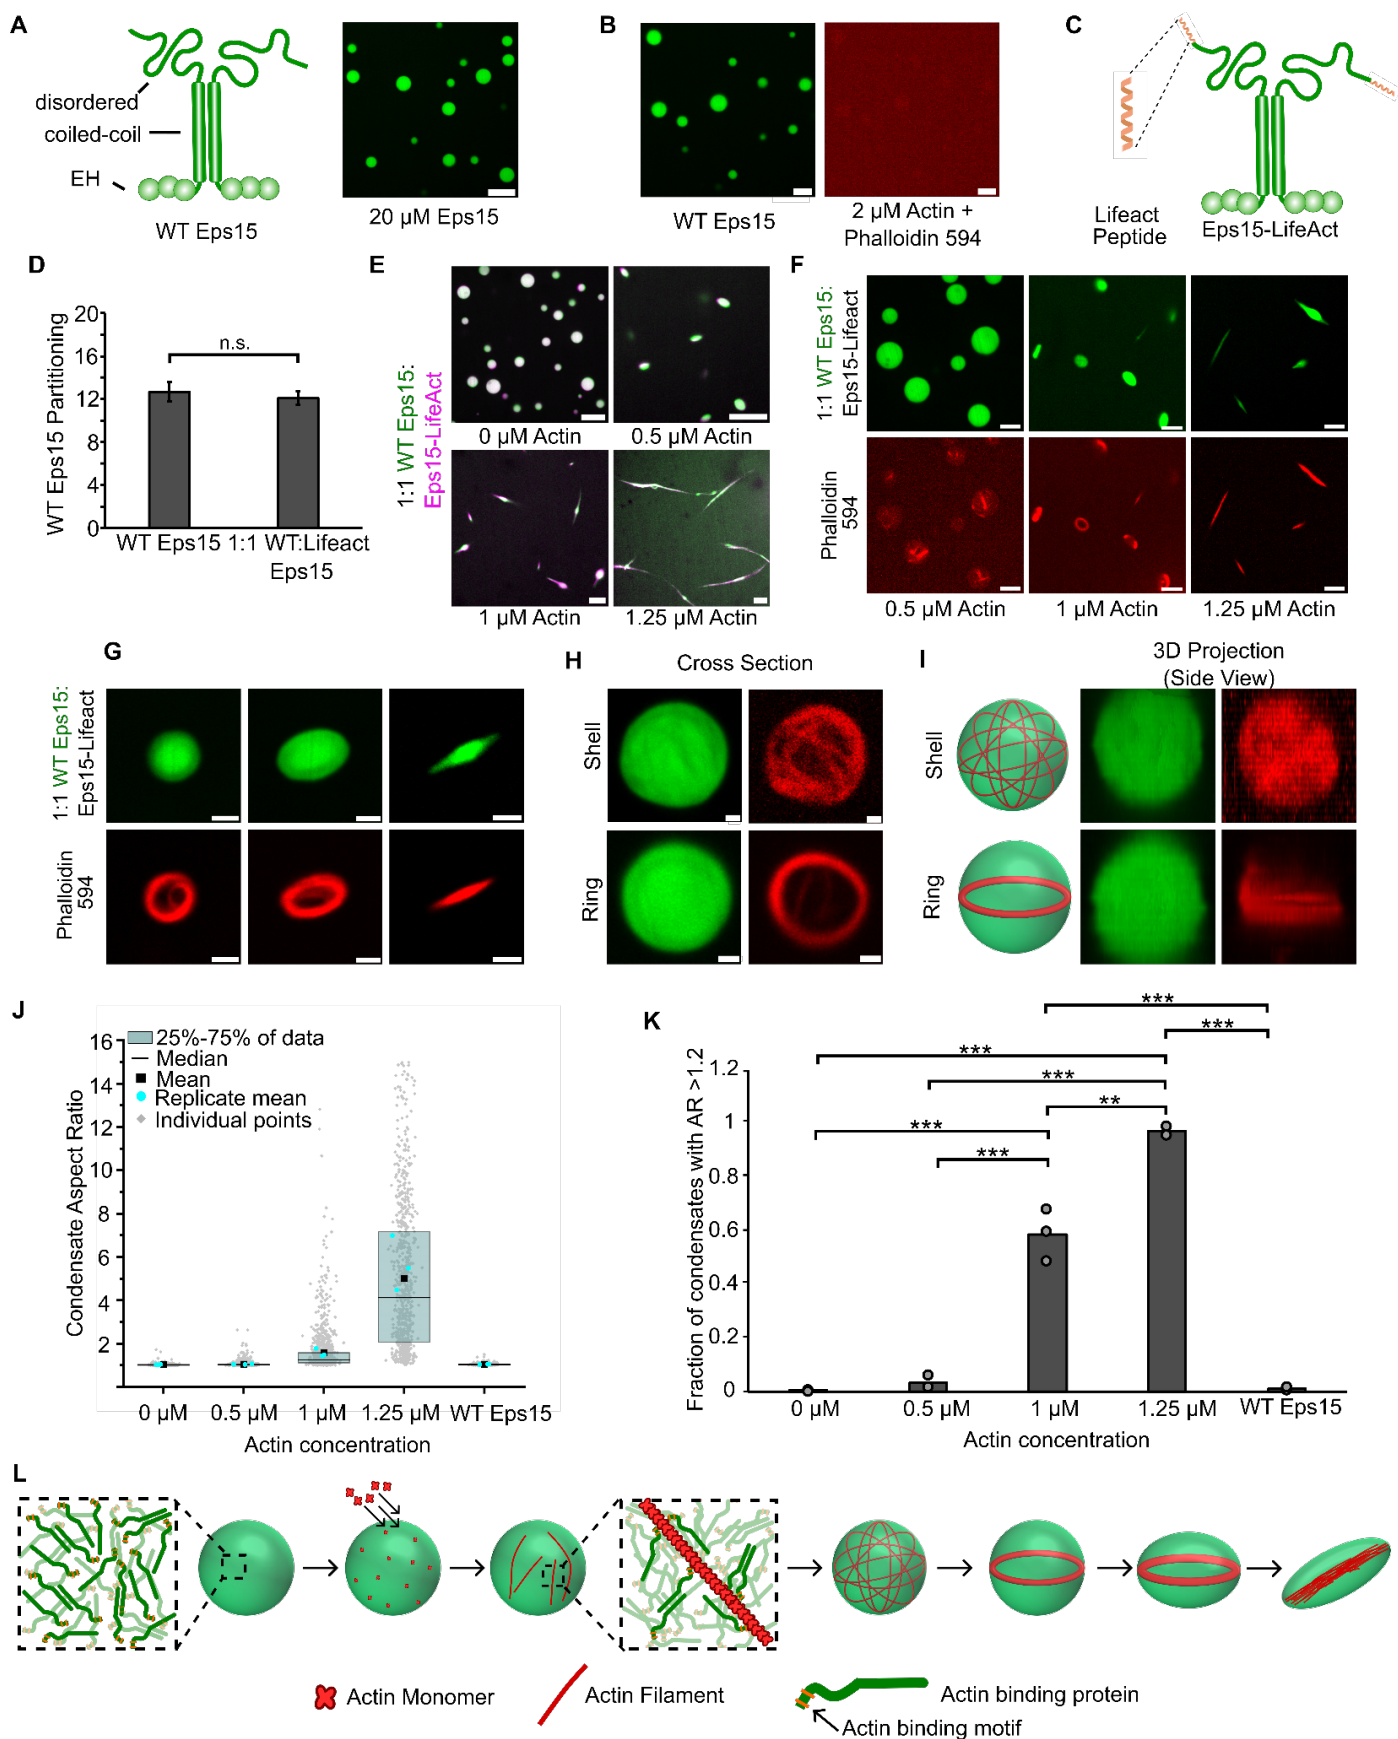 A
disordered
coiled-coil
EH
WT Eps15
20 µM Eps15
B
WT Eps15
2 µM Actin +
Phalloidin 594
C
Lifeact
Peptide
Eps15-LifeAct
D
WT Eps15 Partitioning
20
16
12
8
4
0
n.s.
WT Eps15
1:1 WT:Lifeact
Eps15
E
1:1 WT Eps15:
Eps15-LifeAct
0 µM Actin
0.5 µM Actin
1 µM Actin
1.25 µM Actin
F
1:1 WT Eps15:
Eps15-Lifeact
Phalloidin
594
0.5 µM Actin
1 µM Actin
1.25 µM Actin
G
1:1 WT Eps15:
Eps15-Lifeact
Phalloidin
594
H
Cross Section
Shell
Ring
I
3D Projection
(Side View)
Shell
Ring
J
Condensate Aspect Ratio
16
14
12
10
8
6
4
2
25%-75% of data
Median
Mean
Replicate mean
Individual points
0 µM
0.5 µM
1 µM
1.25 µM
WT Eps15
Actin concentration
K
Fraction of condensates with AR >1.2
1.2
1
0.8
0.6
0.4
0.2
0
***
***
***
***
**
***
***
0 µM
0.5 µM
1 µM
1.25 µM
WT Eps15
Actin concentration
L
Actin Monomer
Actin Filament
Actin binding protein
Actin binding motif